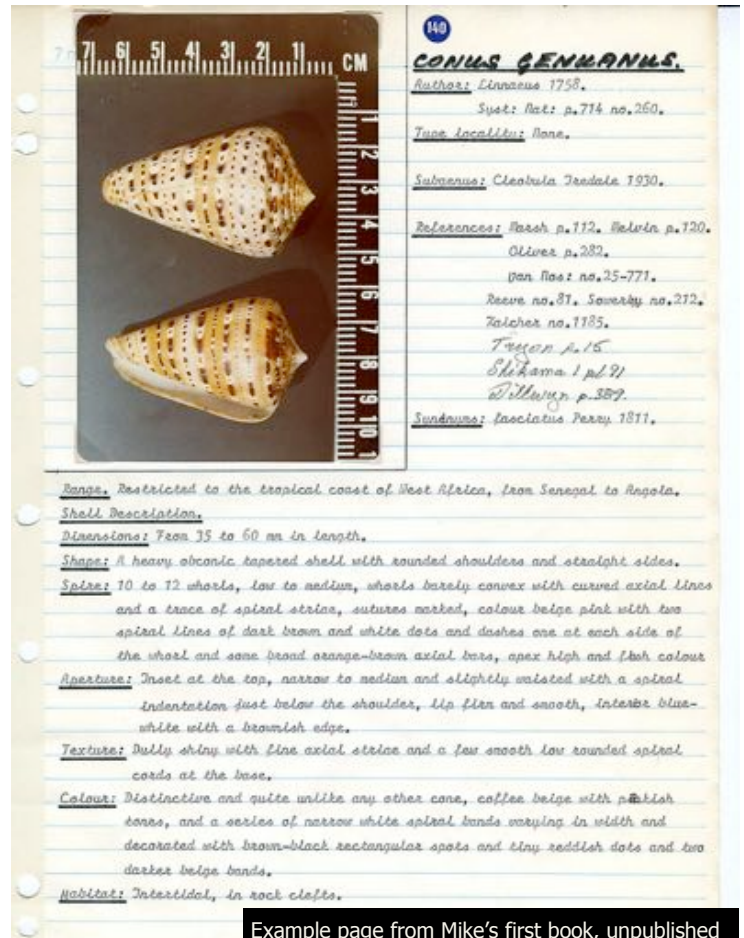 140
CONUS GENUANUS.
Author: Linnaeus 1758.
Syst: Nat: p.714 no.260.
Type locality: None.
Subgenus: Cleobula Iredale 1930.
References: Marsh p.112. Melvin p.120.
Oliver p.282.
Van Nos: no.25-771.
Reeve no.81. Sowerby no.212.
no.1185.
Tryon p.15
Shikama 1 pl 91
Dillwyn p.389.
fasciatus Perry 1811.
7 6 5 4 3 2 1 CM
1
2
3
4
5
6
7
8
9
10
1
Range. Restricted to the tropical coast of West Africa, from Senegal to Angola.
Shell Description.
Dimensions: From 35 to 60 mm in length.
Shape: A heavy obconic tapered shell with rounded shoulders and straight sides.
Spire: 10 to 12 whorls, low to medium, whorls barely convex with curved axial lines
and a trace of spiral striae, sutures marked, colour beige pink with two
spiral lines of dark brown and white dots and dashes one at each side of
the whorl and some broad orange-brown axial bars, apex high and flesh colour
Aperture: Inset at the top, narrow to medium and slightly waisted with a spiral
indentation just below the shoulder, lip firm and smooth, interior blue-
white with a brownish edge.
Texture: Dully shiny with fine axial striae and a few smooth low rounded spiral
cords at the base.
Colour: Distinctive and quite unlike any other cone, coffee beige with pinkish
tones, and a series of narrow white spiral bands varying in width and
decorated with brown-black rectangular spots and tiny reddish dots and two
darker beige bands.
Habitat: Intertidal, in rock clefts.
Example page from Mike's first book, unpublished